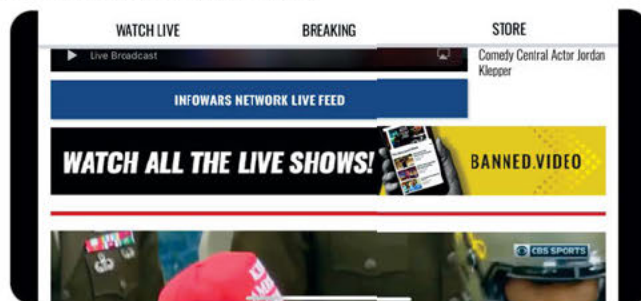 WATCH LIVE
BREAKING
STORE
Live Broadcast
Comedy Central Actor Jordan
Klepper
INFOWARS NETWORK LIVE FEED
WATCH ALL THE LIVE SHOWS!
BANNED.VIDEO
CBS SPORTS